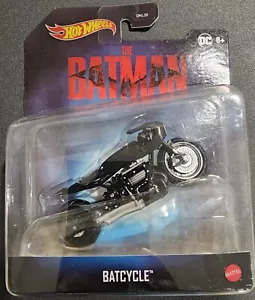 HOT WHEELS
DC
8+
THE
BATMAN
BATCYCLE™
MATTEL